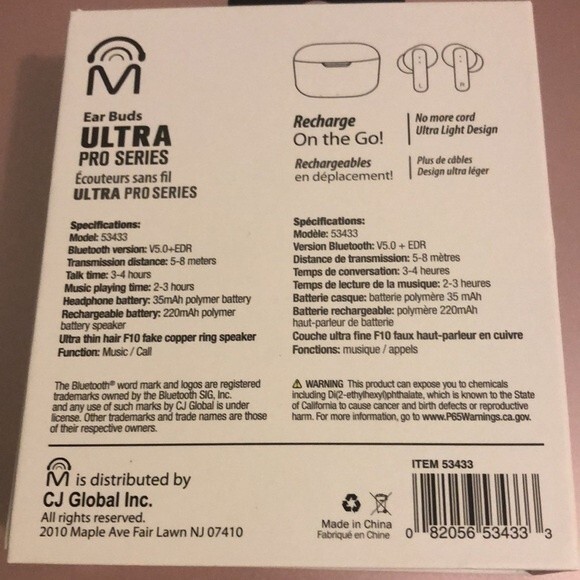 M
Ear Buds
ULTRA
PRO SERIES
Écouteurs sans fil
ULTRA PRO SERIES
L R
Recharge
On the Go!
No more cord
Ultra Light Design
Rechargeables
en déplacement!
Plus de câbles
Design ultra léger
Specifications:
Model: 53433
Bluetooth version: V5.0+EDR
Transmission distance: 5-8 meters
Talk time: 3-4 hours
Music playing time: 2-3 hours
Headphone battery: 35mAh polymer battery
Rechargeable battery: 220mAh polymer
battery speaker
Ultra thin hair F10 fake copper ring speaker
Function: Music / Call
Spécifications:
Modèle: 53433
Version Bluetooth: V5.0 + EDR
Distance de transmission: 5-8 mètres
Temps de conversation: 3-4 heures
Temps de lecture de la musique: 2-3 heures
Batterie casque: batterie polymère 35 mAh
Batterie rechargeable: polymère 220mAh
haut-parleur de batterie
Couche ultra fine F10 faux haut-parleur en cuivre
Fonctions: musique / appels
The Bluetooth® word mark and logos are registered
trademarks owned by the Bluetooth SIG, Inc.
and any use of such marks by CJ Global is under
license. Other trademarks and trade names are those
of their respective owners.
⚠ WARNING This product can expose you to chemicals
including Di(2-ethylhexyl)phthalate, which is known to the State
of California to cause cancer and birth defects or reproductive
harm. For more information, go to www.P65Warnings.ca.gov.
M is distributed by
CJ Global Inc.
All rights reserved.
2010 Maple Ave Fair Lawn NJ 07410
Made in China
Fabriqué en Chine
ITEM 53433
0 82056 53433 3